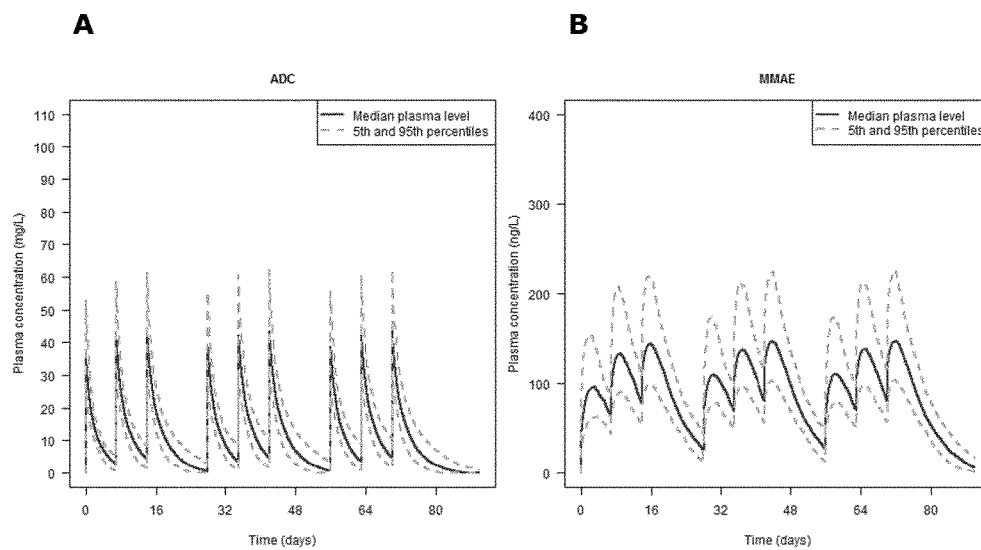 A
B
ADC
MMAE
Median plasma level
5th and 95th percentiles
Median plasma level
5th and 95th percentiles
Plasma concentration (mg/L)
110
100
90
80
70
60
50
40
30
20
10
0
0
16
32
48
64
80
Time (days)
Plasma concentration (ng/L)
400
300
200
100
0
0
16
32
48
64
80
Time (days)